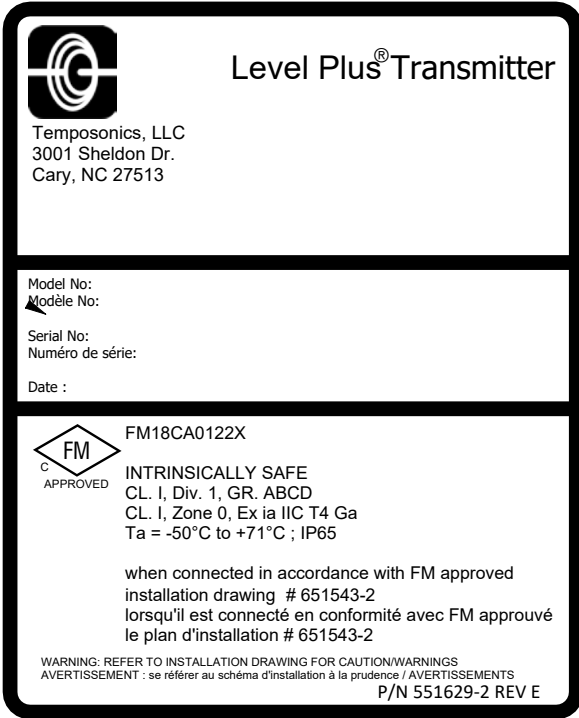 Level Plus® Transmitter
Temposonics, LLC
3001 Sheldon Dr.
Cary, NC 27513
Model No:
Modèle No:
Serial No:
Numéro de série:
Date :
FM
C
APPROVED
FM18CA0122X
INTRINSICALLY SAFE
CL. I, Div. 1, GR. ABCD
CL. I, Zone 0, Ex ia IIC T4 Ga
Ta = -50°C to +71°C ; IP65
when connected in accordance with FM approved
installation drawing # 651543-2
lorsqu'il est connecté en conformité avec FM approuvé
le plan d'installation # 651543-2
WARNING: REFER TO INSTALLATION DRAWING FOR CAUTION/WARNINGS
AVERTISSEMENT : se référer au schéma d'installation à la prudence / AVERTISSEMENTS
P/N 551629-2 REV E